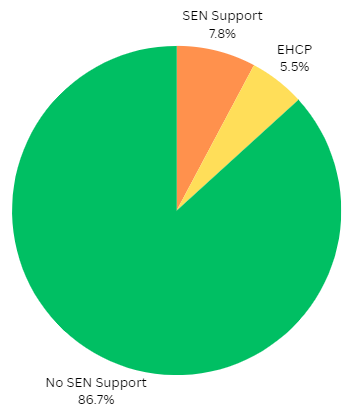 SEN Support
7.8%
EHCP
5.5%
No SEN Support
86.7%